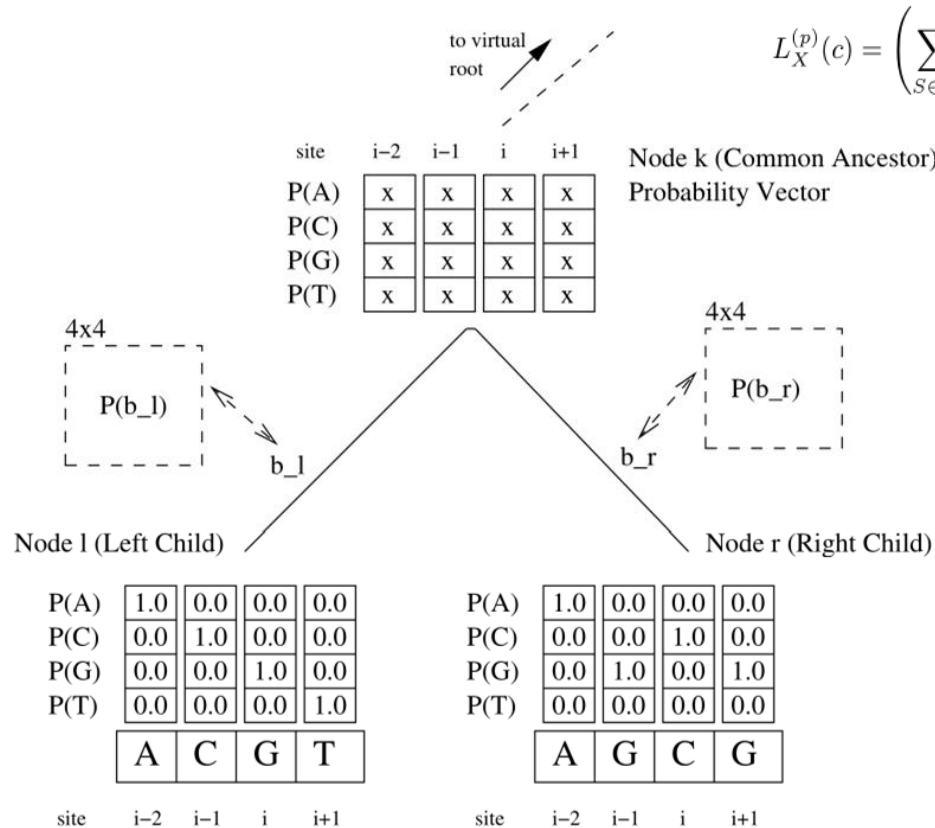 to virtual
root
L_X^{(p)}(c) = ( ∑ S∈
site i−2 i−1 i i+1
Node k (Common Ancestor)
Probability Vector
P(A) x x x x
P(C) x x x x
P(G) x x x x
P(T) x x x x
4x4
P(b_l)
b_l
4x4
P(b_r)
b_r
Node l (Left Child)
P(A) 1.0 0.0 0.0 0.0
P(C) 0.0 1.0 0.0 0.0
P(G) 0.0 0.0 1.0 0.0
P(T) 0.0 0.0 0.0 1.0
A C G T
site i−2 i−1 i i+1
Node r (Right Child)
P(A) 1.0 0.0 0.0 0.0
P(C) 0.0 0.0 1.0 0.0
P(G) 0.0 1.0 0.0 1.0
P(T) 0.0 0.0 0.0 0.0
A G C G
site i−2 i−1 i i+1